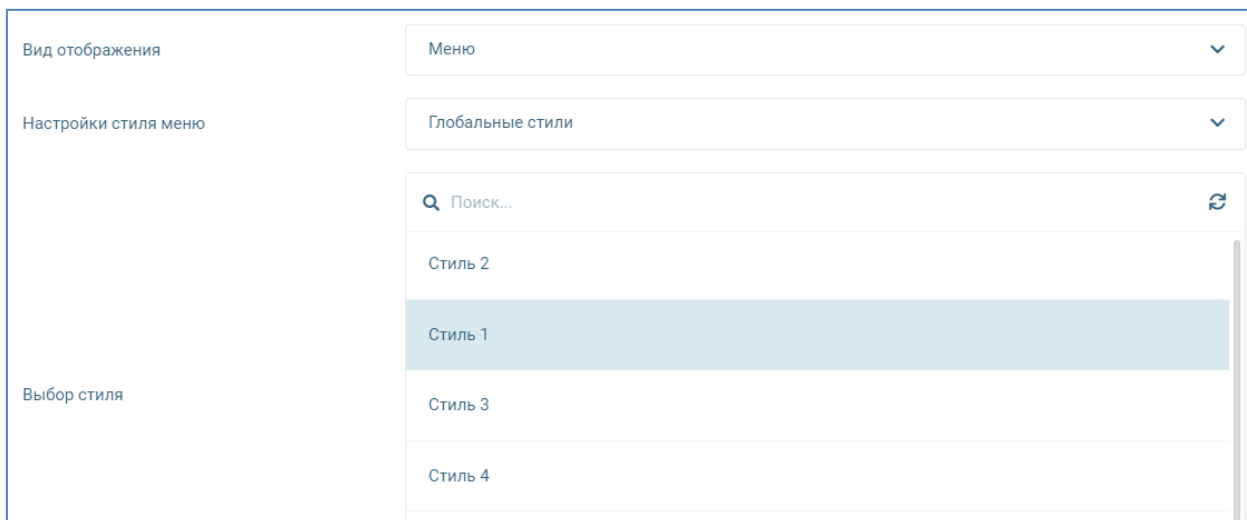 Вид отображения
Меню
Настройки стиля меню
Глобальные стили
Поиск...
Стиль 2
Стиль 1
Выбор стиля
Стиль 3
Стиль 4